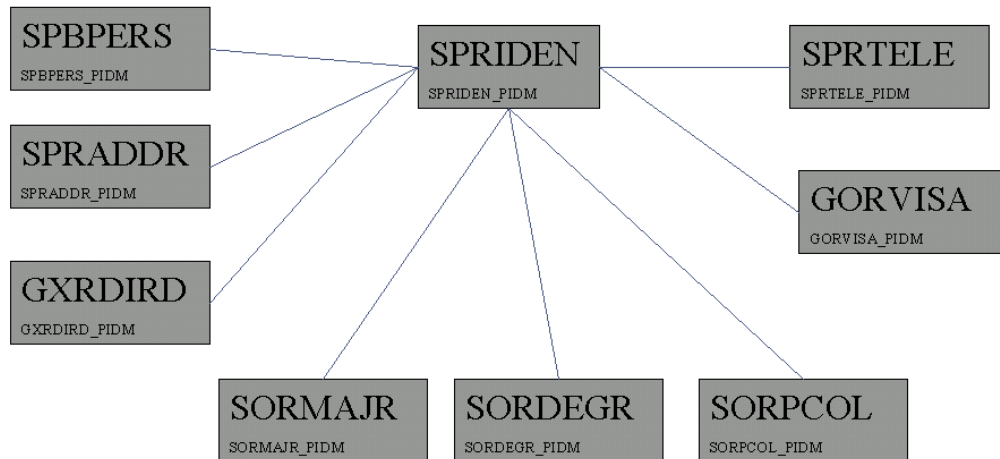 SPBPERS
SPBPERS_PIDM
SPRIDEN
SPRIDEN_PIDM
SPRTELE
SPRTELE_PIDM
SPRADDR
SPRADDR_PIDM
GORVISA
GORVISA_PIDM
GXRDIRD
GXRDIRD_PIDM
SORMAJR
SORMAJR_PIDM
SORDEGR
SORDEGR_PIDM
SORPCOL
SORPCOL_PIDM